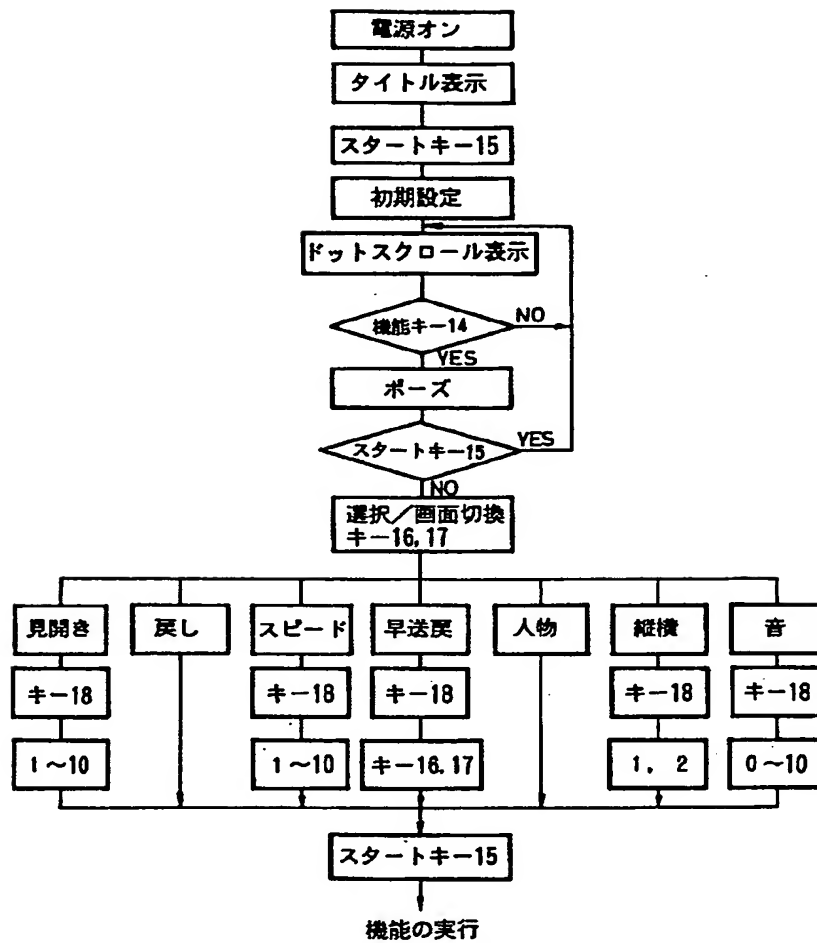 電源オン
タイトル表示
スタートキー15
初期設定
ドットスクロール表示
機能キー14
NO
YES
ポーズ
スタートキー15
YES
NO
選択／画面切換
キー16,17
見開き
戻し
スピード
早送戻
人物
縦横
音
キー18
キー18
キー18
キー18
キー18
1～10
1～10
キー16.17
1, 2
0～10
スタートキー15
機能の実行